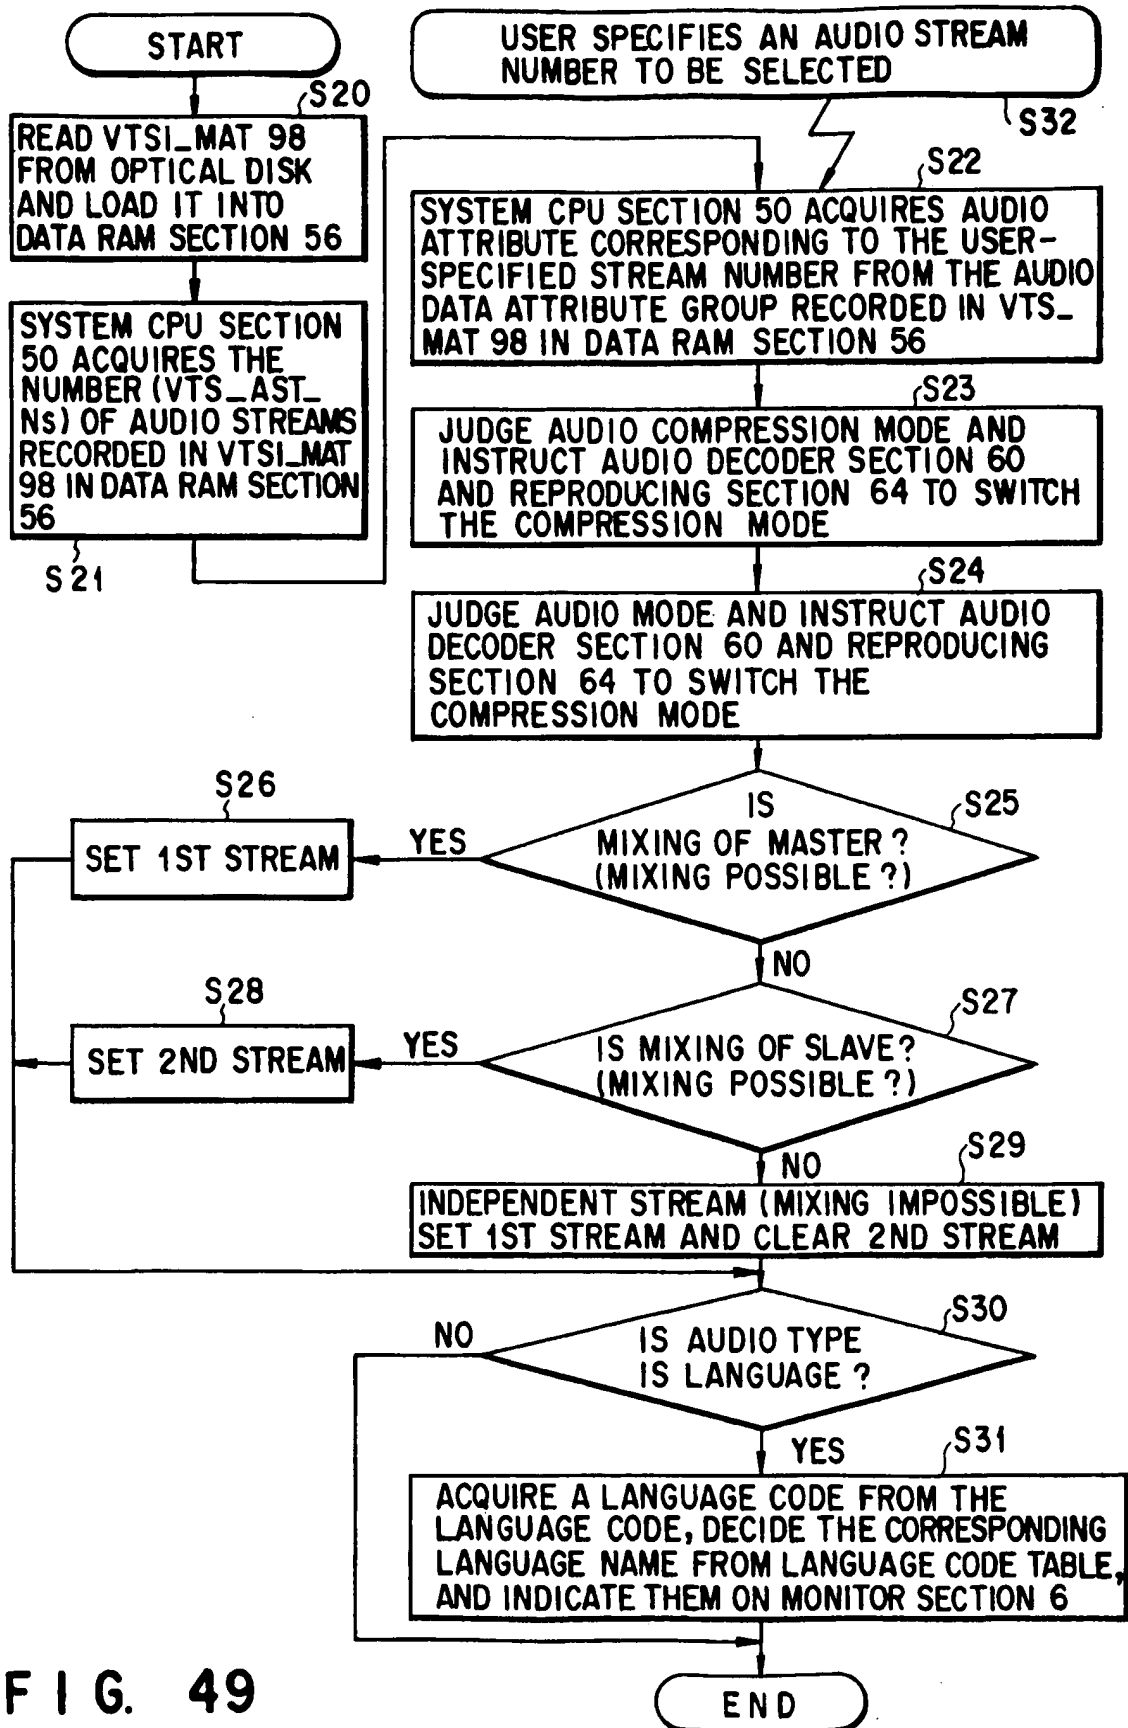 START
S20
READ VTSI_MAT 98
FROM OPTICAL DISK
AND LOAD IT INTO
DATA RAM SECTION 56
SYSTEM CPU SECTION
50 ACQUIRES THE
NUMBER (VTS_AST_
Ns) OF AUDIO STREAMS
RECORDED IN VTSI_MAT
98 IN DATA RAM SECTION
56
S21
USER SPECIFIES AN AUDIO STREAM
NUMBER TO BE SELECTED
S32
S22
SYSTEM CPU SECTION 50 ACQUIRES AUDIO
ATTRIBUTE CORRESPONDING TO THE USER-
SPECIFIED STREAM NUMBER FROM THE AUDIO
DATA ATTRIBUTE GROUP RECORDED IN VTS_
MAT 98 IN DATA RAM SECTION 56
S23
JUDGE AUDIO COMPRESSION MODE AND
INSTRUCT AUDIO DECODER SECTION 60
AND REPRODUCING SECTION 64 TO SWITCH
THE COMPRESSION MODE
S24
JUDGE AUDIO MODE AND INSTRUCT AUDIO
DECODER SECTION 60 AND REPRODUCING
SECTION 64 TO SWITCH THE
COMPRESSION MODE
S25
IS
MIXING OF MASTER?
(MIXING POSSIBLE?)
YES
S26
SET 1ST STREAM
NO
S27
IS MIXING OF SLAVE?
(MIXING POSSIBLE?)
YES
S28
SET 2ND STREAM
NO
S29
INDEPENDENT STREAM (MIXING IMPOSSIBLE)
SET 1ST STREAM AND CLEAR 2ND STREAM
S30
IS AUDIO TYPE
IS LANGUAGE?
NO
YES
S31
ACQUIRE A LANGUAGE CODE FROM THE
LANGUAGE CODE, DECIDE THE CORRESPONDING
LANGUAGE NAME FROM LANGUAGE CODE TABLE,
AND INDICATE THEM ON MONITOR SECTION 6
END
FIG. 49